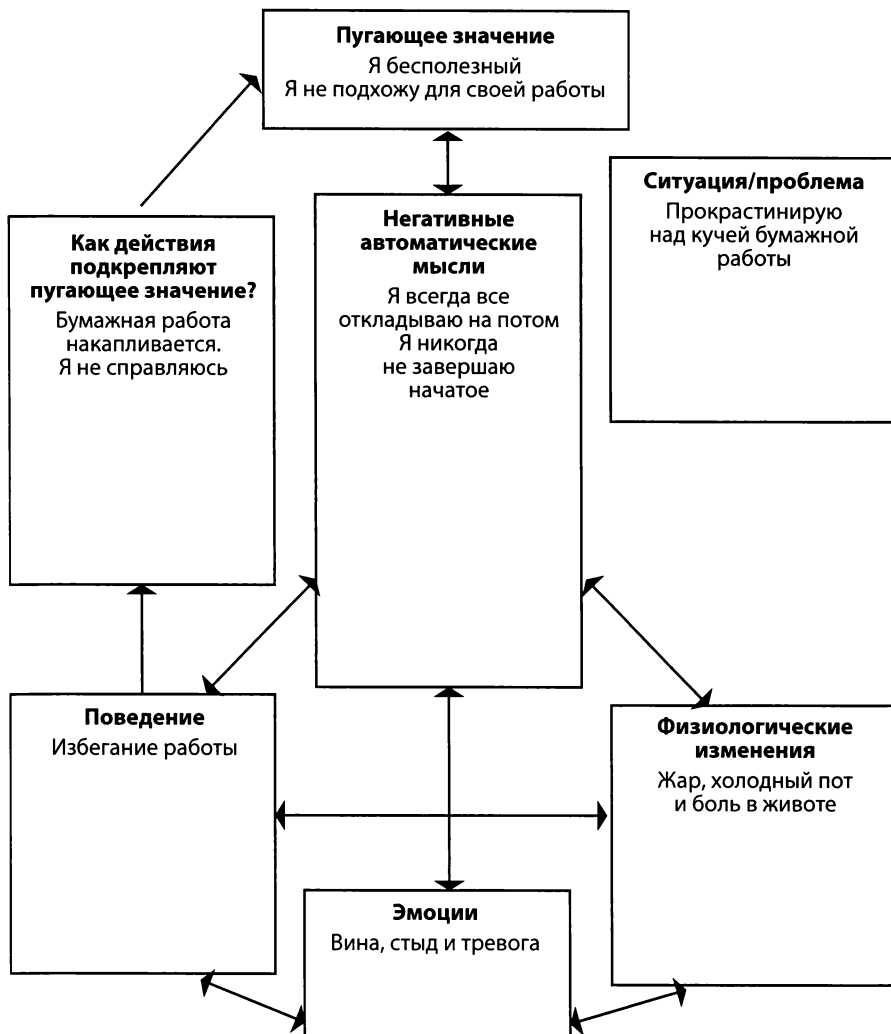 Пугающее значение
Я бесполезный
Я не подхожу для своей работы
Ситуация/проблема
Прокрастинирую
над кучей бумажной
работы
Негативные
автоматические
мысли
Я всегда все
откладываю на потом
Я никогда
не завершаю
начатое
Как действия
подкрепляют
пугающее значение?
Бумажная работа
накапливается.
Я не справляюсь
Поведение
Избегание работы
Физиологические
изменения
Жар, холодный пот
и боль в животе
Эмоции
Вина, стыд и тревога